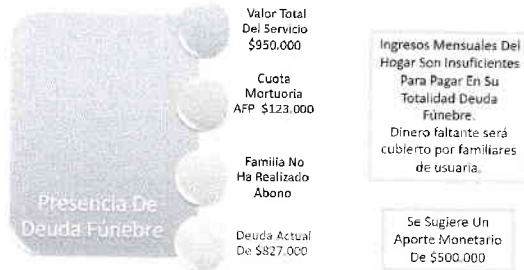 Presencia De
Deuda Fúnebre
Valor Total
Del Servicio
$950.000
Cuota
Mortuoria
AFP $123.000
Familia No
Ha Realizado
Abono
Deuda Actual
De $827.000
Ingresos Mensuales Del
Hogar Son Insuficientes
Para Pagar En Su
Totalidad Deuda
Fúnebre.
Dinero faltante será
cubierto por familiares
de usuaria.
Se Sugiere Un
Aporte Monetario
De $500.000